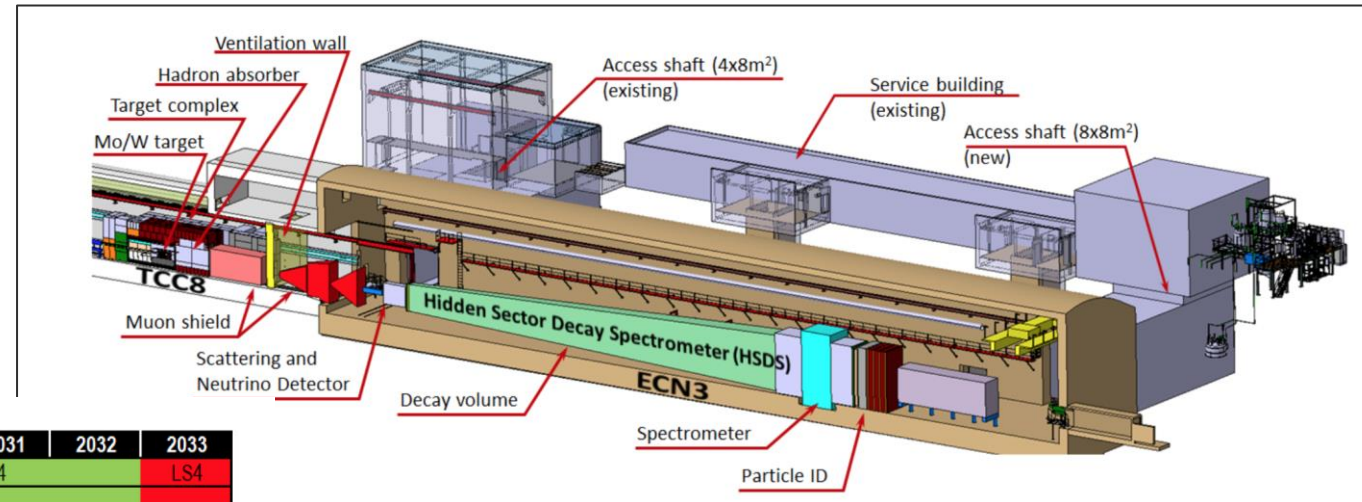 Ventilation wall
Hadron absorber
Target complex
Mo/W target
Access shaft (4x8m²)
(existing)
Service building
(existing)
Access shaft (8x8m²)
(new)
TCC8
Muon shield
Scattering and
Neutrino Detector
Hidden Sector Decay Spectrometer (HSDS)
Decay volume
ECN3
Spectrometer
Particle ID
2032 2033
LS4